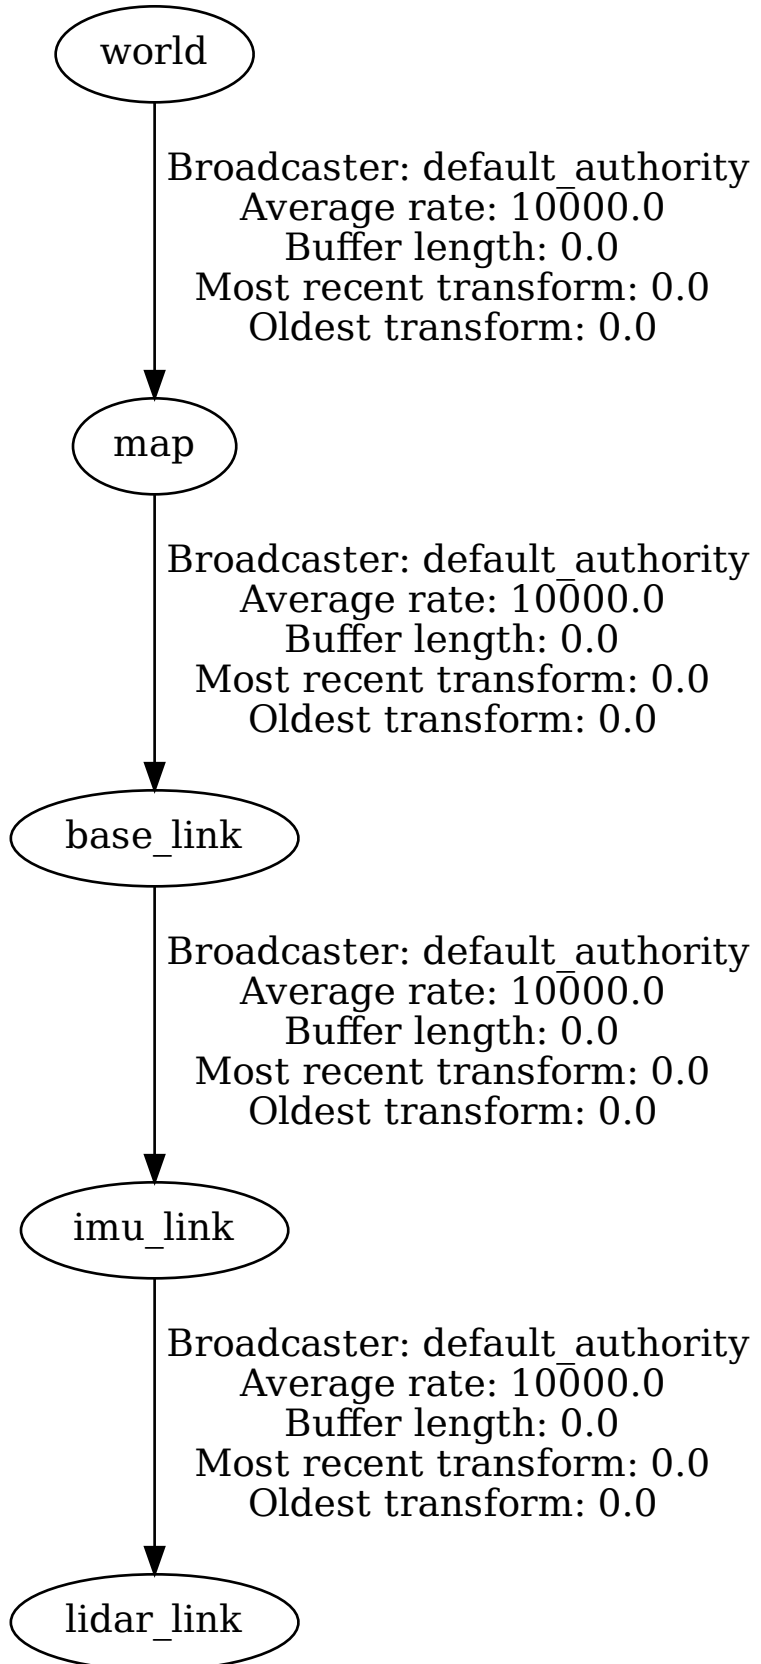 world
Broadcaster: default_authority
Average rate: 10000.0
Buffer length: 0.0
Most recent transform: 0.0
Oldest transform: 0.0
map
Broadcaster: default_authority
Average rate: 10000.0
Buffer length: 0.0
Most recent transform: 0.0
Oldest transform: 0.0
base_link
Broadcaster: default_authority
Average rate: 10000.0
Buffer length: 0.0
Most recent transform: 0.0
Oldest transform: 0.0
imu_link
Broadcaster: default_authority
Average rate: 10000.0
Buffer length: 0.0
Most recent transform: 0.0
Oldest transform: 0.0
lidar_link